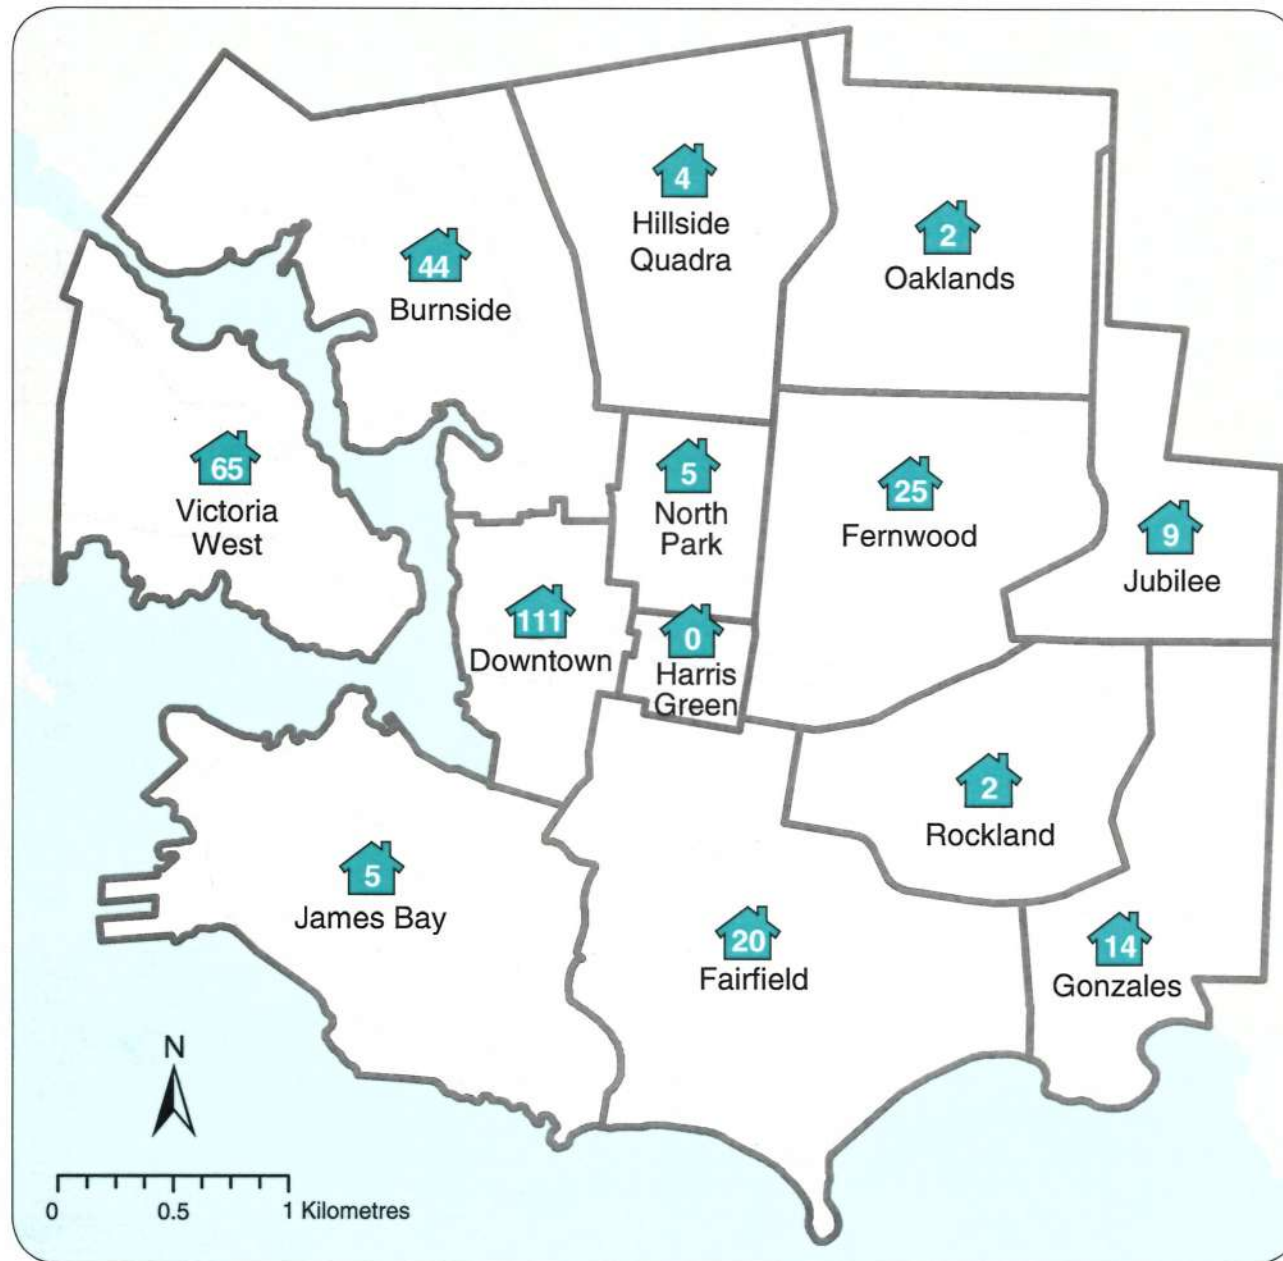 4
Hillside
Quadra
2
Oaklands
44
Burnside
65
Victoria
West
5
North
Park
25
Fernwood
9
Jubilee
111
Downtown
0
Harris
Green
2
Rockland
5
James Bay
20
Fairfield
14
Gonzales
N
0 0.5 1 Kilometres